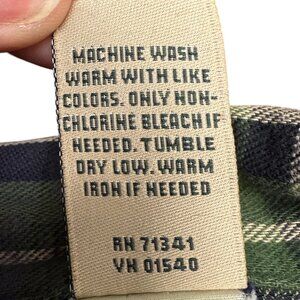 MACHINE WASH
WARM WITH LIKE
COLORS. ONLY NON-
CHLORINE BLEACH IF
NEEDED. TUMBLE
DRY LOW. WARM
IRON IF NEEDED
RN 71341
VN 01540